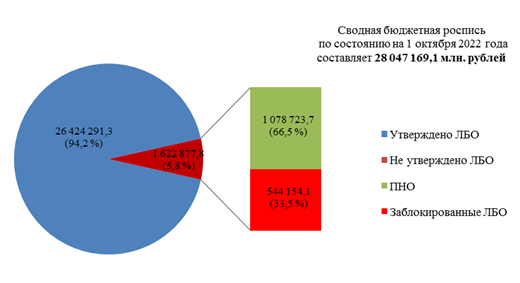 Сводная бюджетная роспись
по состоянию на 1 октября 2022 года
составляет 28 047 169,1 млн. рублей
26 424 291,3
(94,2 %)
1 622 877,8
(5,8 %)
1 078 723,7
(66,5 %)
544 154,1
(33,5 %)
Утверждено ЛБО
Не утверждено ЛБО
ПНО
Заблокированные ЛБО